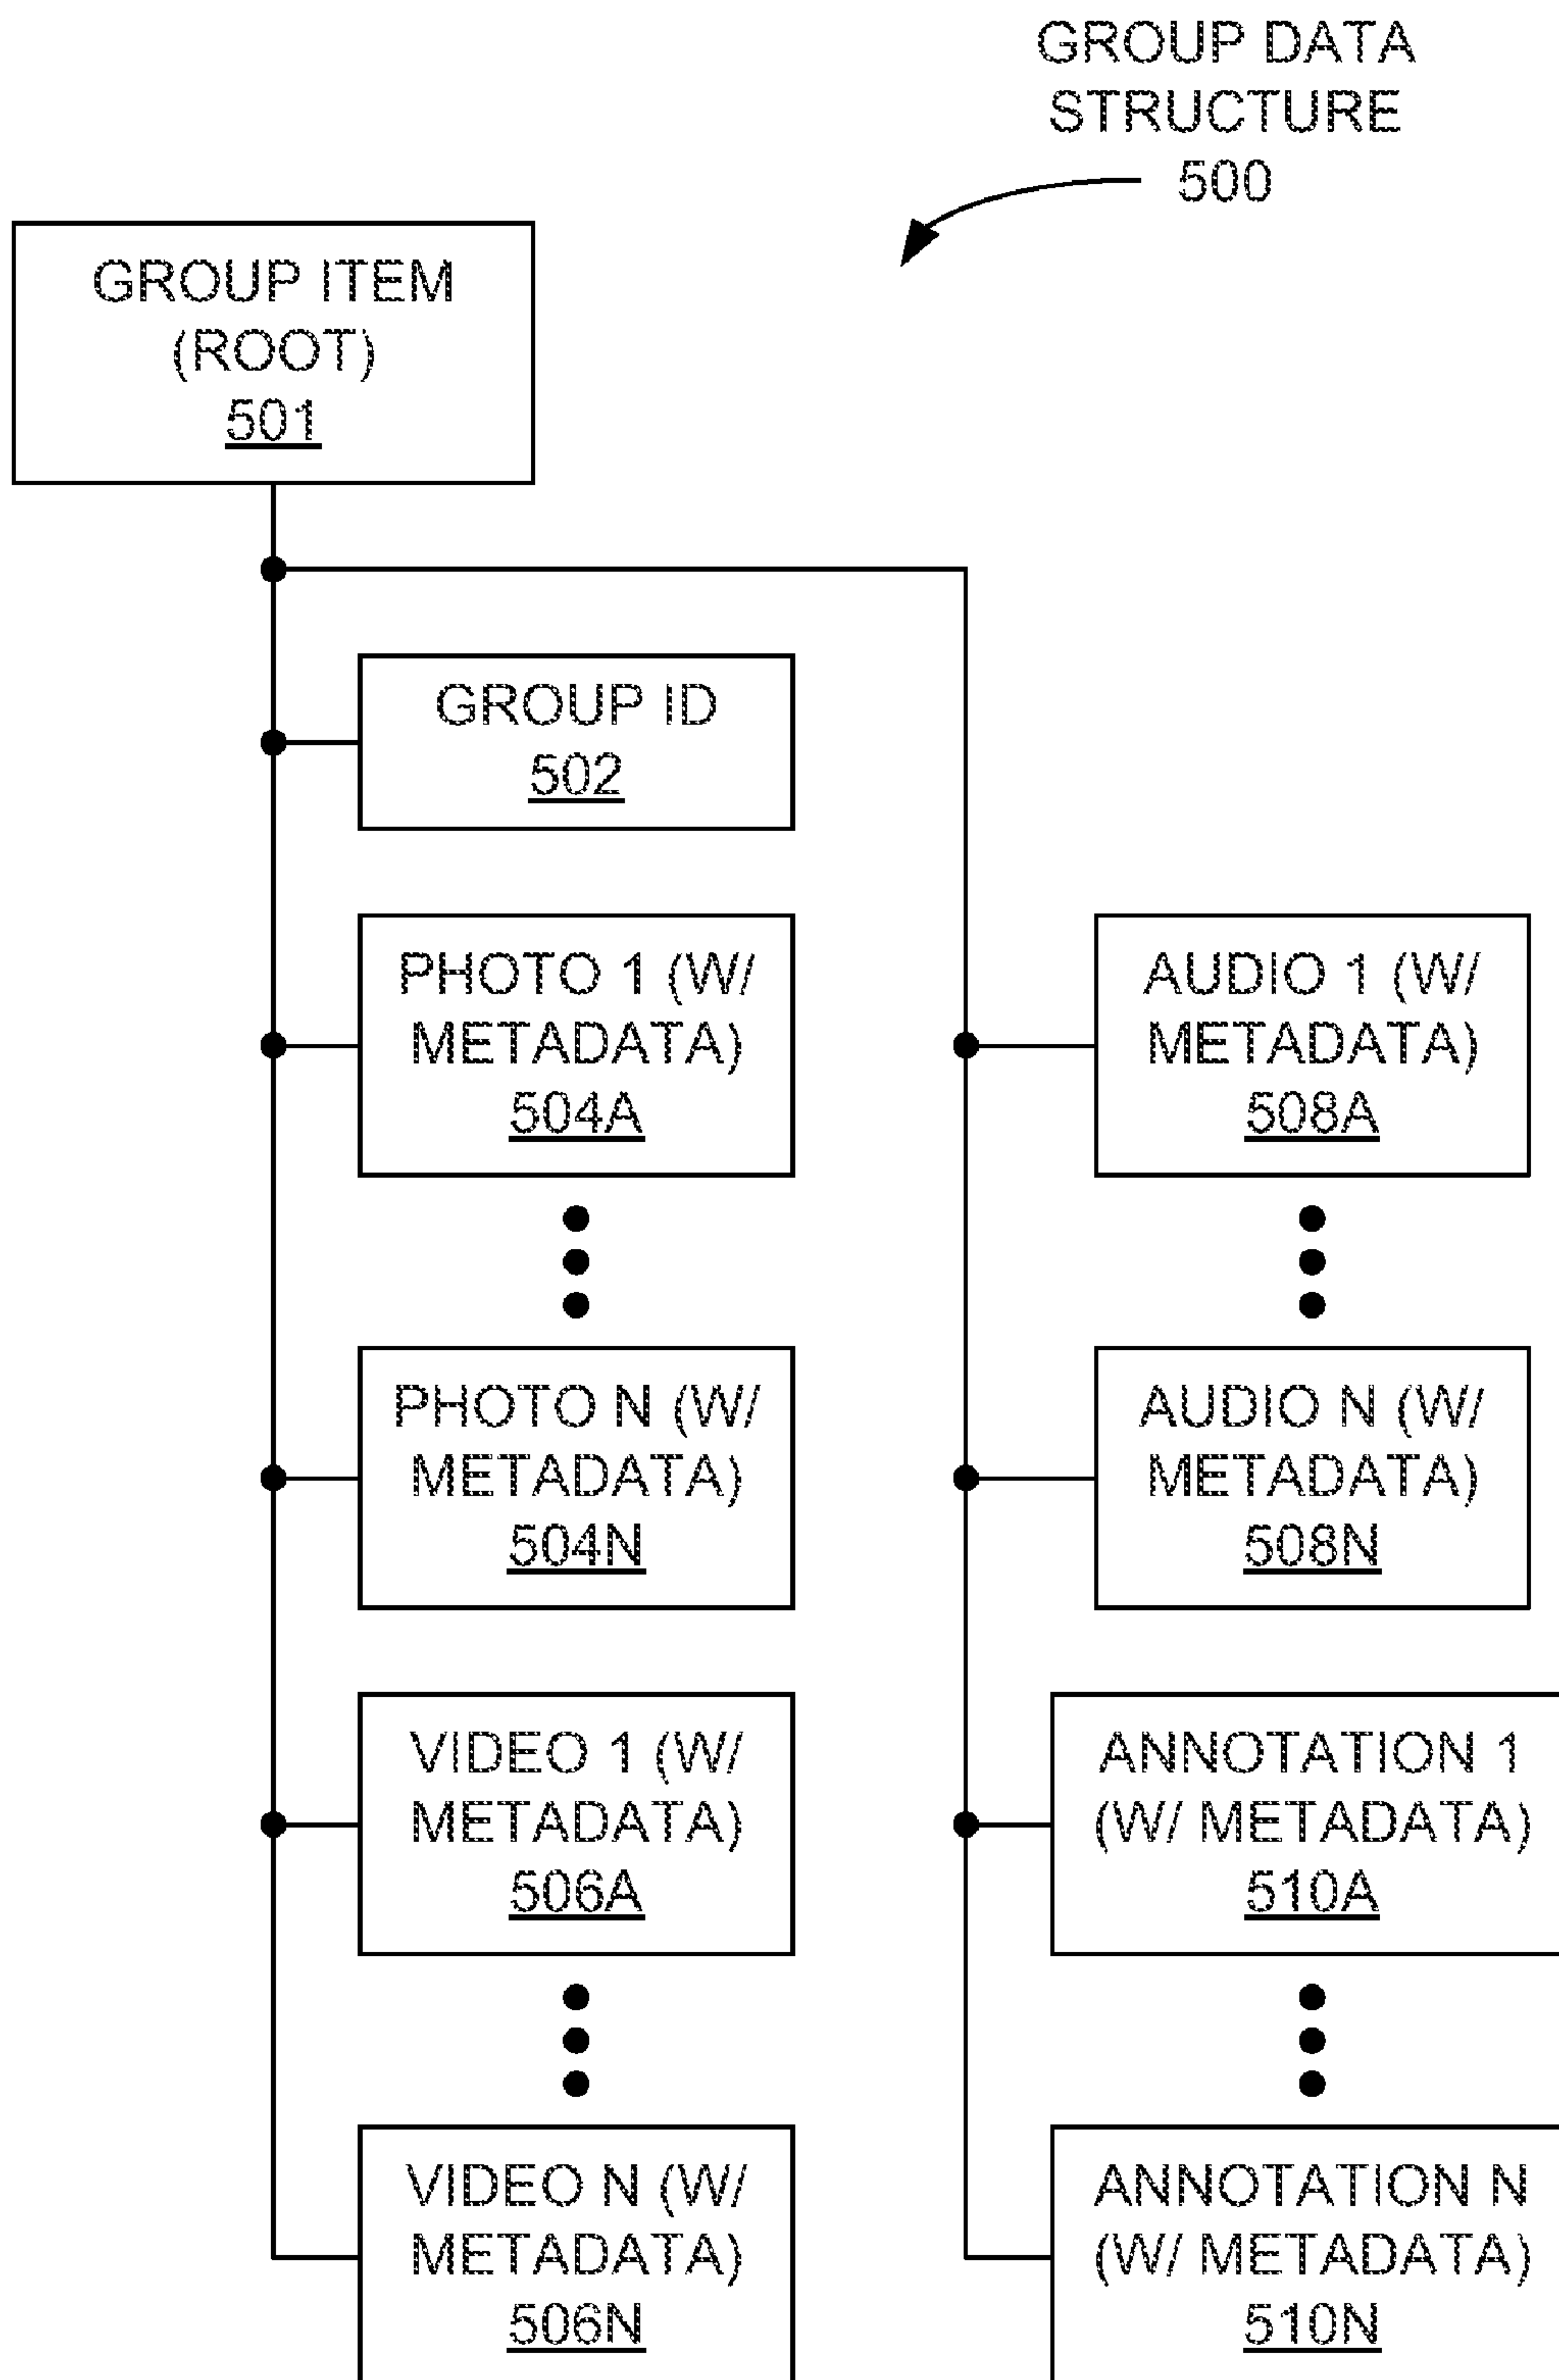 GROUP DATA
STRUCTURE
500
GROUP ITEM
(ROOT)
501
GROUP ID
502
PHOTO 1 (W/
METADATA)
504A
PHOTO N (W/
METADATA)
504N
VIDEO 1 (W/
METADATA)
506A
VIDEO N (W/
METADATA)
506N
AUDIO 1 (W/
METADATA)
508A
AUDIO N (W/
METADATA)
508N
ANNOTATION 1
(W/ METADATA)
510A
ANNOTATION N
(W/ METADATA)
510N